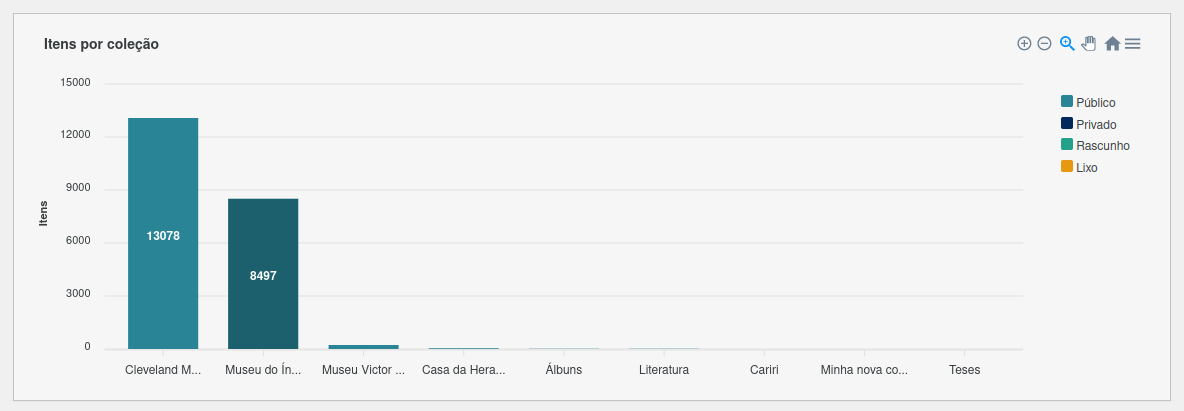 Itens por coleção
15000
12000
9000
6000
3000
0
Itens
13078
8497
Cleveland M...
Museu do Ín...
Museu Victor ...
Casa da Hera...
Álbuns
Literatura
Cariri
Minha nova co...
Teses
Público
Privado
Rascunho
Lixo